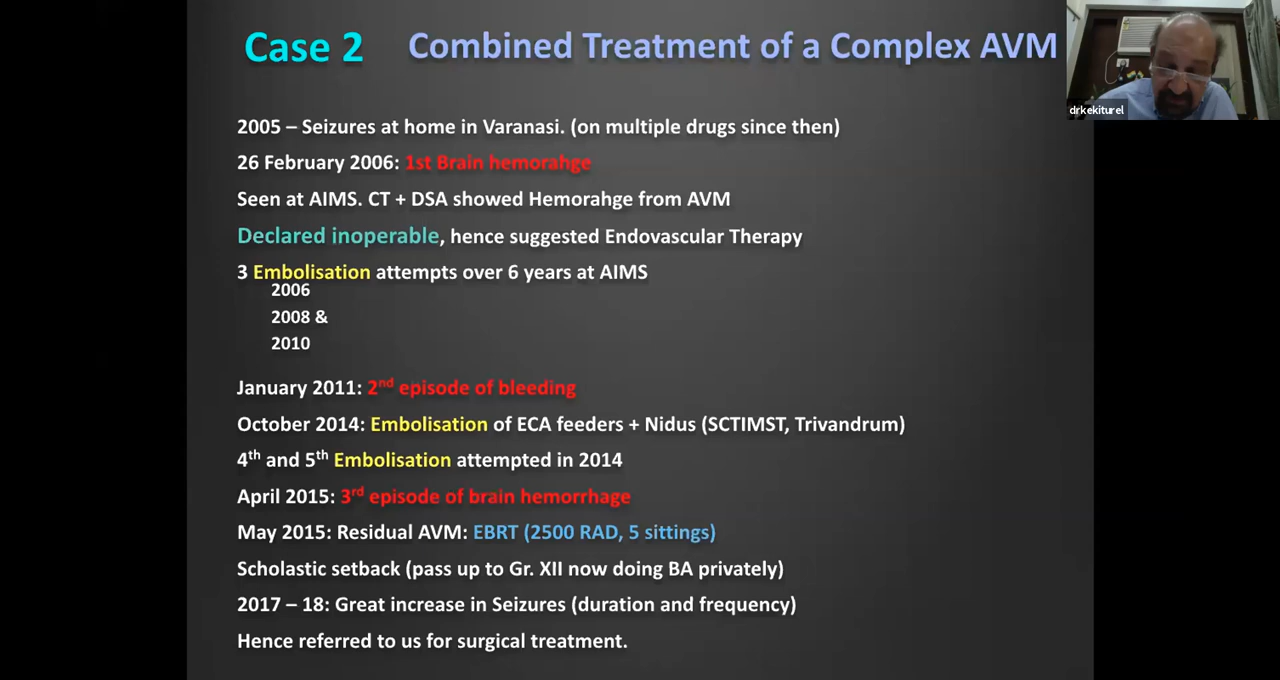 Case 2 Combined Treatment of a Complex AVM
drkekiturel
2005 – Seizures at home in Varanasi. (on multiple drugs since then)
26 February 2006: 1st Brain hemorahge
Seen at AIMS. CT + DSA showed Hemorahge from AVM
Declared inoperable, hence suggested Endovascular Therapy
3 Embolisation attempts over 6 years at AIMS
2006
2008 &
2010
January 2011: 2nd episode of bleeding
October 2014: Embolisation of ECA feeders + Nidus (SCTIMST, Trivandrum)
4th and 5th Embolisation attempted in 2014
April 2015: 3rd episode of brain hemorrhage
May 2015: Residual AVM: EBRT (2500 RAD, 5 sittings)
Scholastic setback (pass up to Gr. XII now doing BA privately)
2017 – 18: Great increase in Seizures (duration and frequency)
Hence referred to us for surgical treatment.